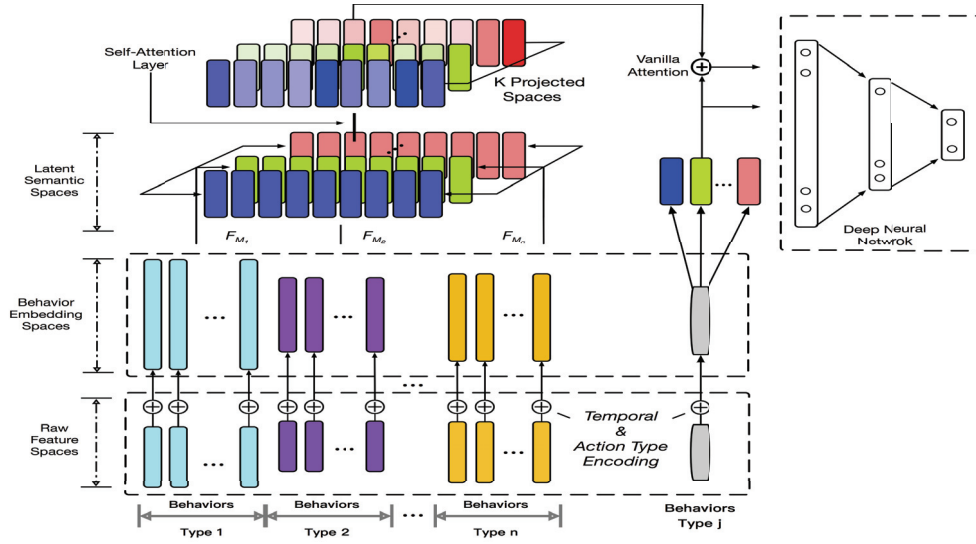 Self-Attention
Layer
K Projected
Spaces
Vanilla
Attention
Latent
Semantic
Spaces
Deep Neural
Netwrok
Behavior
Embedding
Spaces
...
...
...
...
...
...
...
Raw
Feature
Spaces
Temporal
&
Action Type
Encoding
...
...
...
...
Behaviors
Type 1
Behaviors
Type 2
...
Behaviors
Type n
Behaviors
Type j